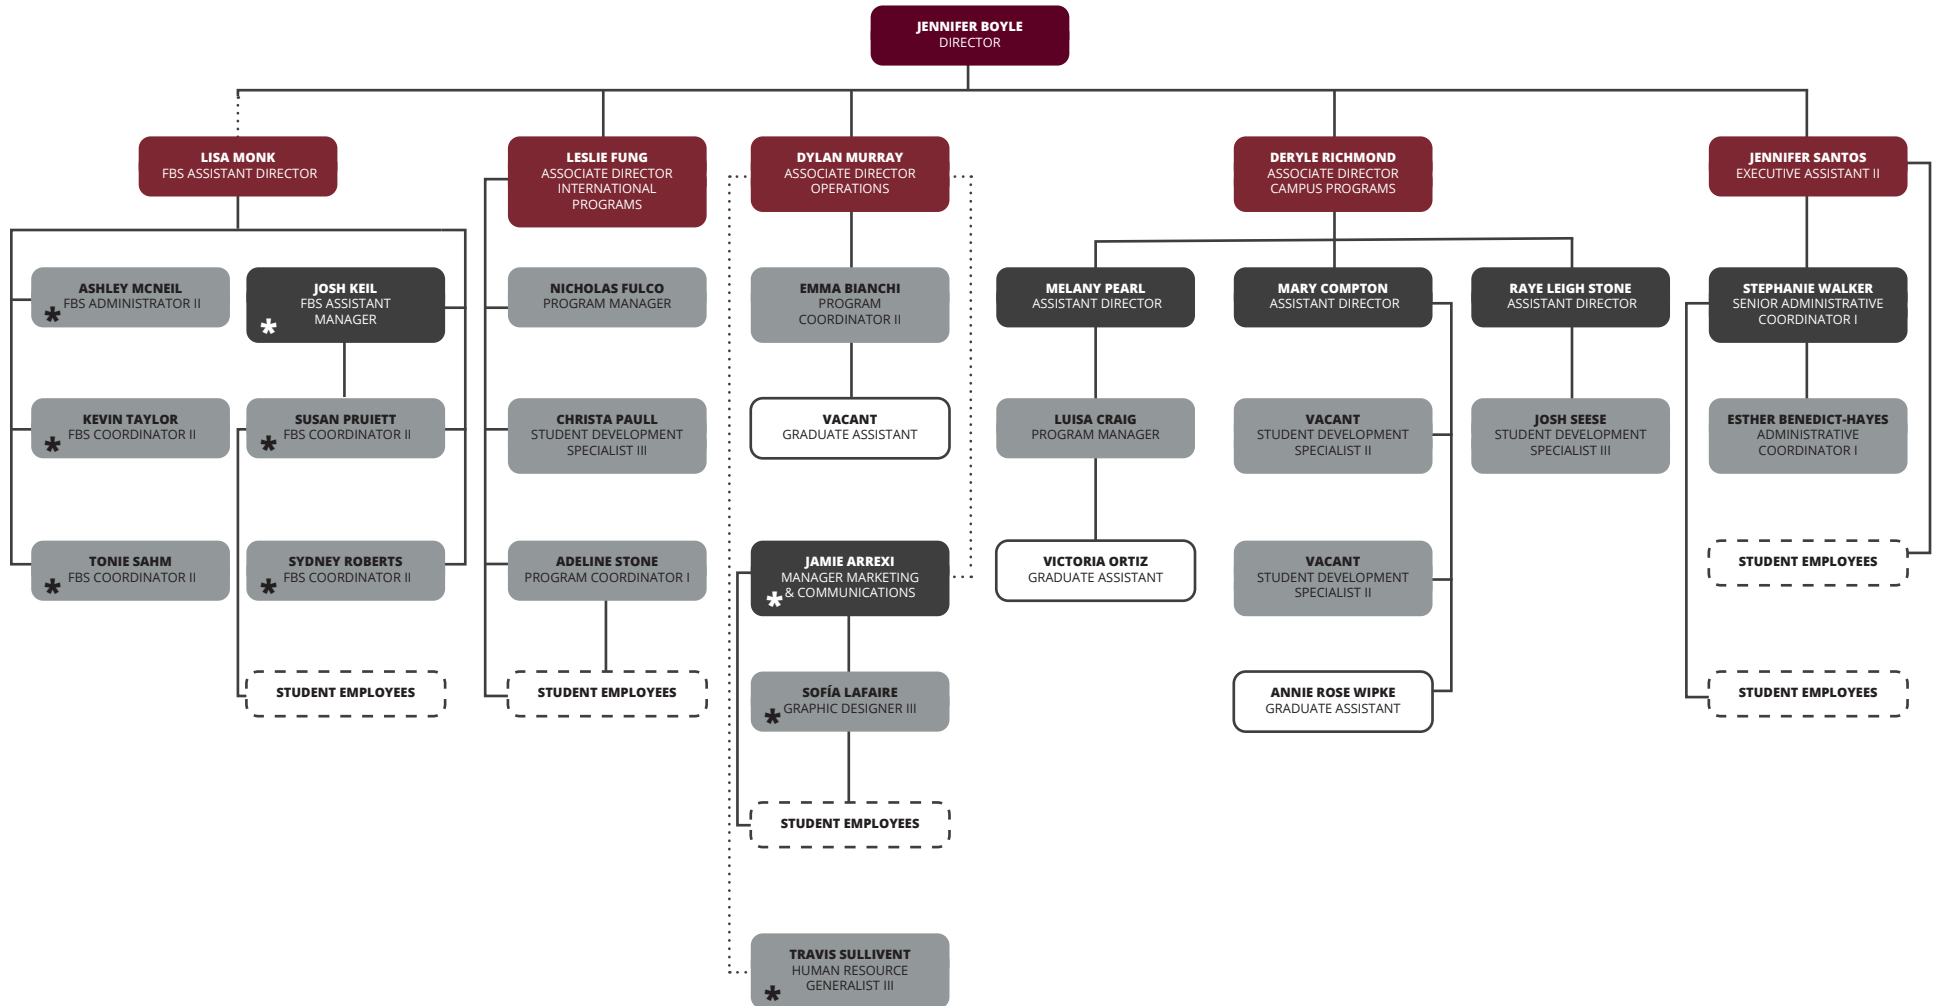 JENNIFER BOYLE
DIRECTOR
LISA MONK
FBS ASSISTANT DIRECTOR
LESLIE FUNG
ASSOCIATE DIRECTOR
INTERNATIONAL
PROGRAMS
DYLAN MURRAY
ASSOCIATE DIRECTOR
OPERATIONS
DERYLE RICHMOND
ASSOCIATE DIRECTOR
CAMPUS PROGRAMS
JENNIFER SANTOS
EXECUTIVE ASSISTANT II
ASHLEY MCNEIL
FBS ADMINISTRATOR II
*
JOSH KEIL
FBS ASSISTANT
MANAGER
*
NICHOLAS FULCO
PROGRAM MANAGER
EMMA BIANCHI
PROGRAM
COORDINATOR II
MELANY PEARL
ASSISTANT DIRECTOR
MARY COMPTON
ASSISTANT DIRECTOR
RAYE LEIGH STONE
ASSISTANT DIRECTOR
STEPHANIE WALKER
SENIOR ADMINISTRATIVE
COORDINATOR I
KEVIN TAYLOR
FBS COORDINATOR II
*
SUSAN PRUIETT
FBS COORDINATOR II
*
CHRISTA PAULL
STUDENT DEVELOPMENT
SPECIALIST III
VACANT
GRADUATE ASSISTANT
LUISA CRAIG
PROGRAM MANAGER
VACANT
STUDENT DEVELOPMENT
SPECIALIST II
JOSH SEESE
STUDENT DEVELOPMENT
SPECIALIST III
ESTHER BENEDICT-HAYES
ADMINISTRATIVE
COORDINATOR I
TONIE SAHM
FBS COORDINATOR II
*
SYDNEY ROBERTS
FBS COORDINATOR II
*
ADELINE STONE
PROGRAM COORDINATOR I
JAMIE ARREXI
MANAGER MARKETING
& COMMUNICATIONS
*
VICTORIA ORTIZ
GRADUATE ASSISTANT
VACANT
STUDENT DEVELOPMENT
SPECIALIST II
STUDENT EMPLOYEES
STUDENT EMPLOYEES
STUDENT EMPLOYEES
SOFÍA LAFAIRE
GRAPHIC DESIGNER III
*
ANNIE ROSE WIPKE
GRADUATE ASSISTANT
STUDENT EMPLOYEES
STUDENT EMPLOYEES
TRAVIS SULLIVENT
HUMAN RESOURCE
GENERALIST III
*